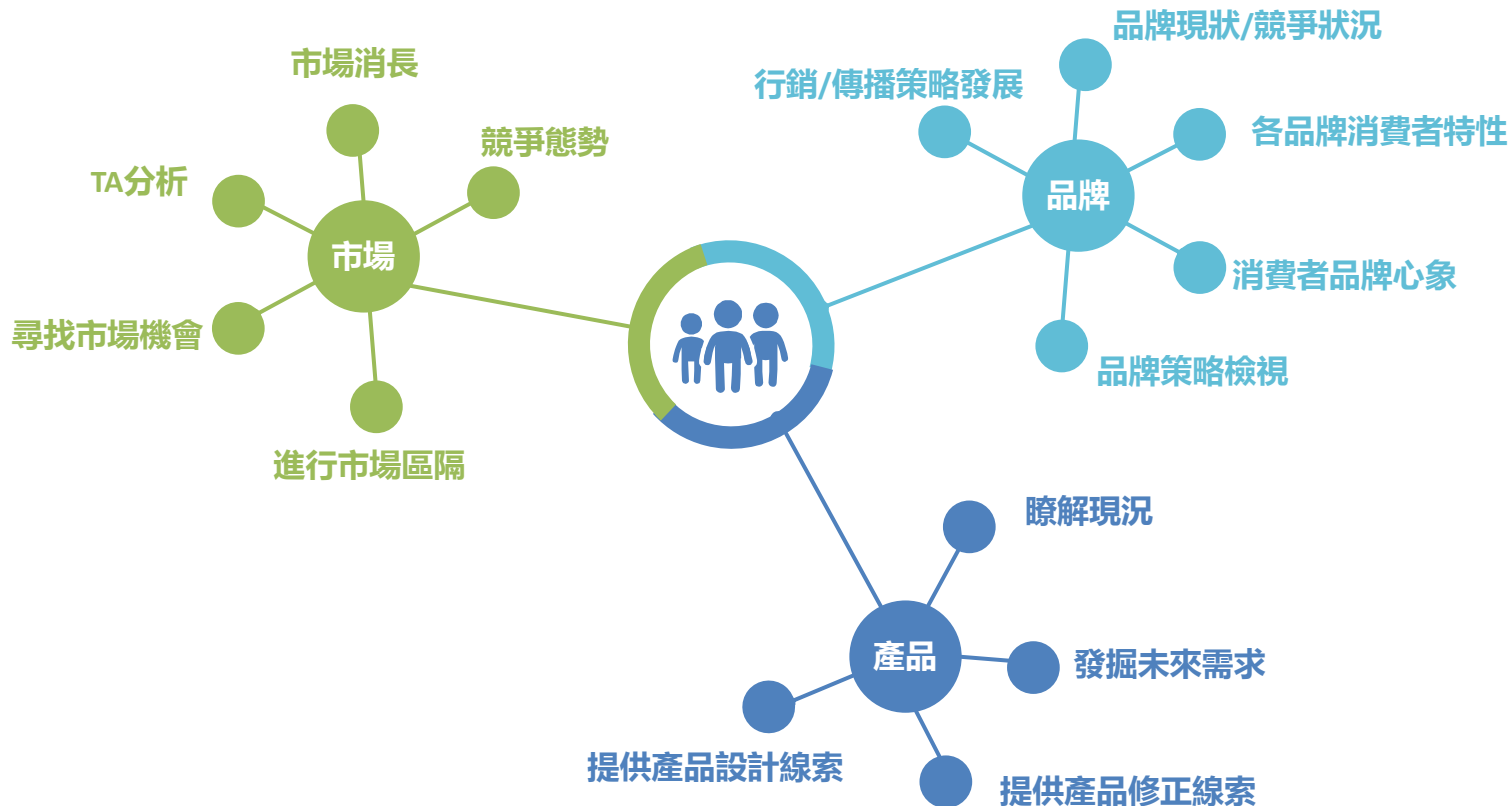 市場消長
競爭態勢
TA分析
市場
尋找市場機會
進行市場區隔
品牌現狀/競爭狀況
行銷/傳播策略發展
各品牌消費者特性
品牌
消費者品牌心象
品牌策略檢視
瞭解現況
產品
發掘未來需求
提供產品設計線索
提供產品修正線索